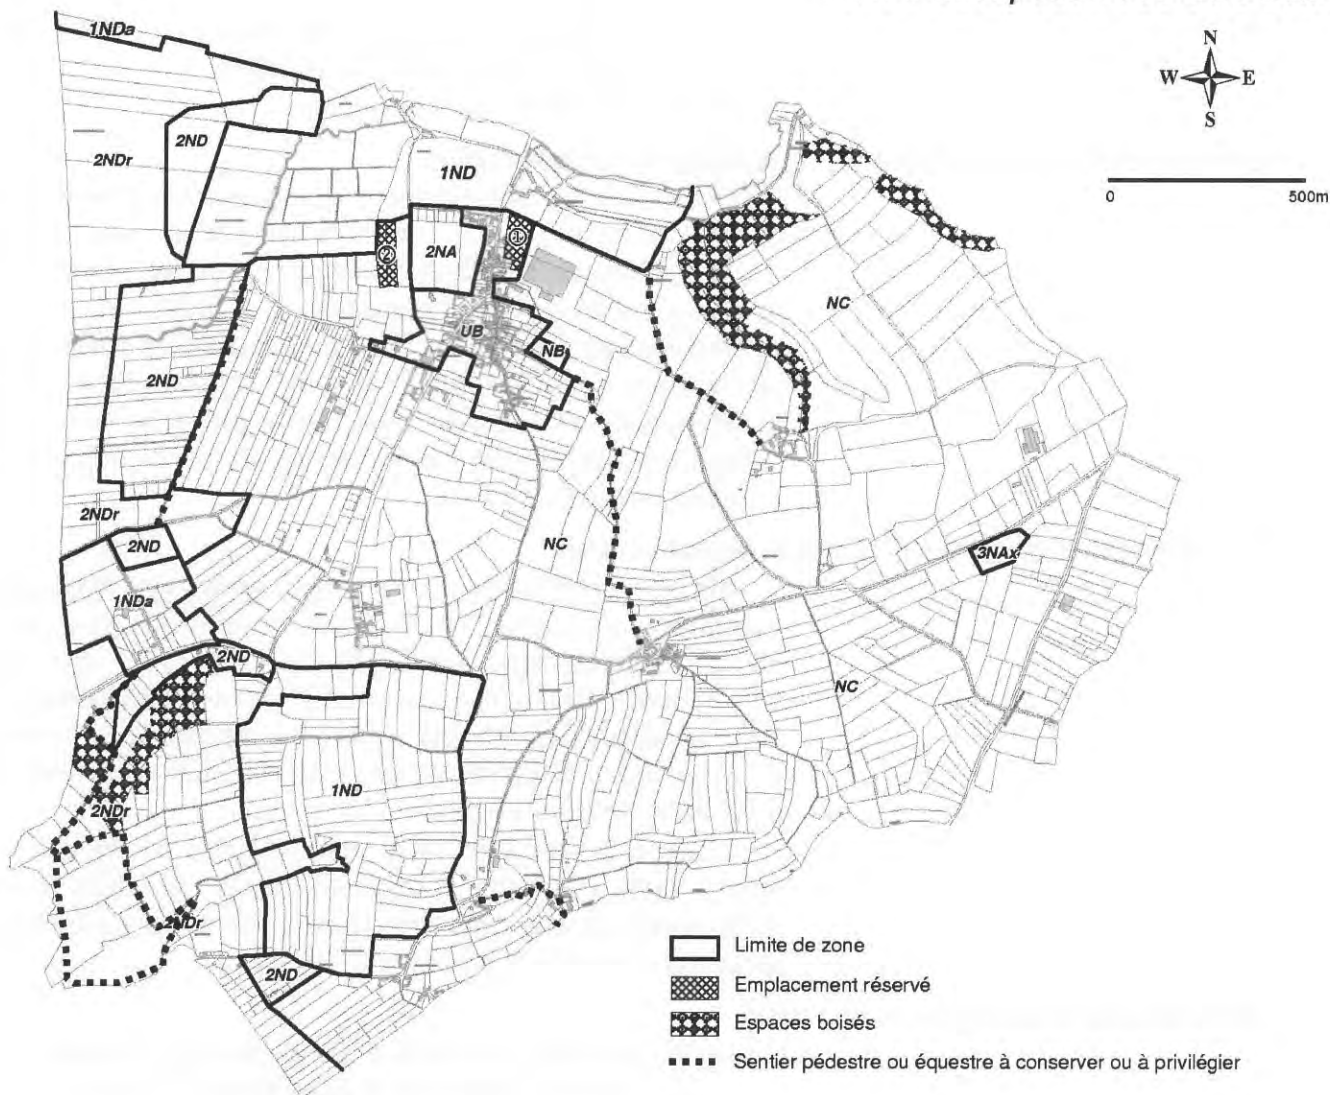 1NDa
N
W E
S
0 500m
2ND
2NDr
1ND
2NA
1
2
NC
UB
NB
2ND
2NDr
2ND
NC
3NAx
1NDa
2ND
NC
1ND
2NDr
2NDr
2ND
Limite de zone
Emplacement réservé
Espaces boisés
Sentier pédestre ou équestre à conserver ou à privilégier